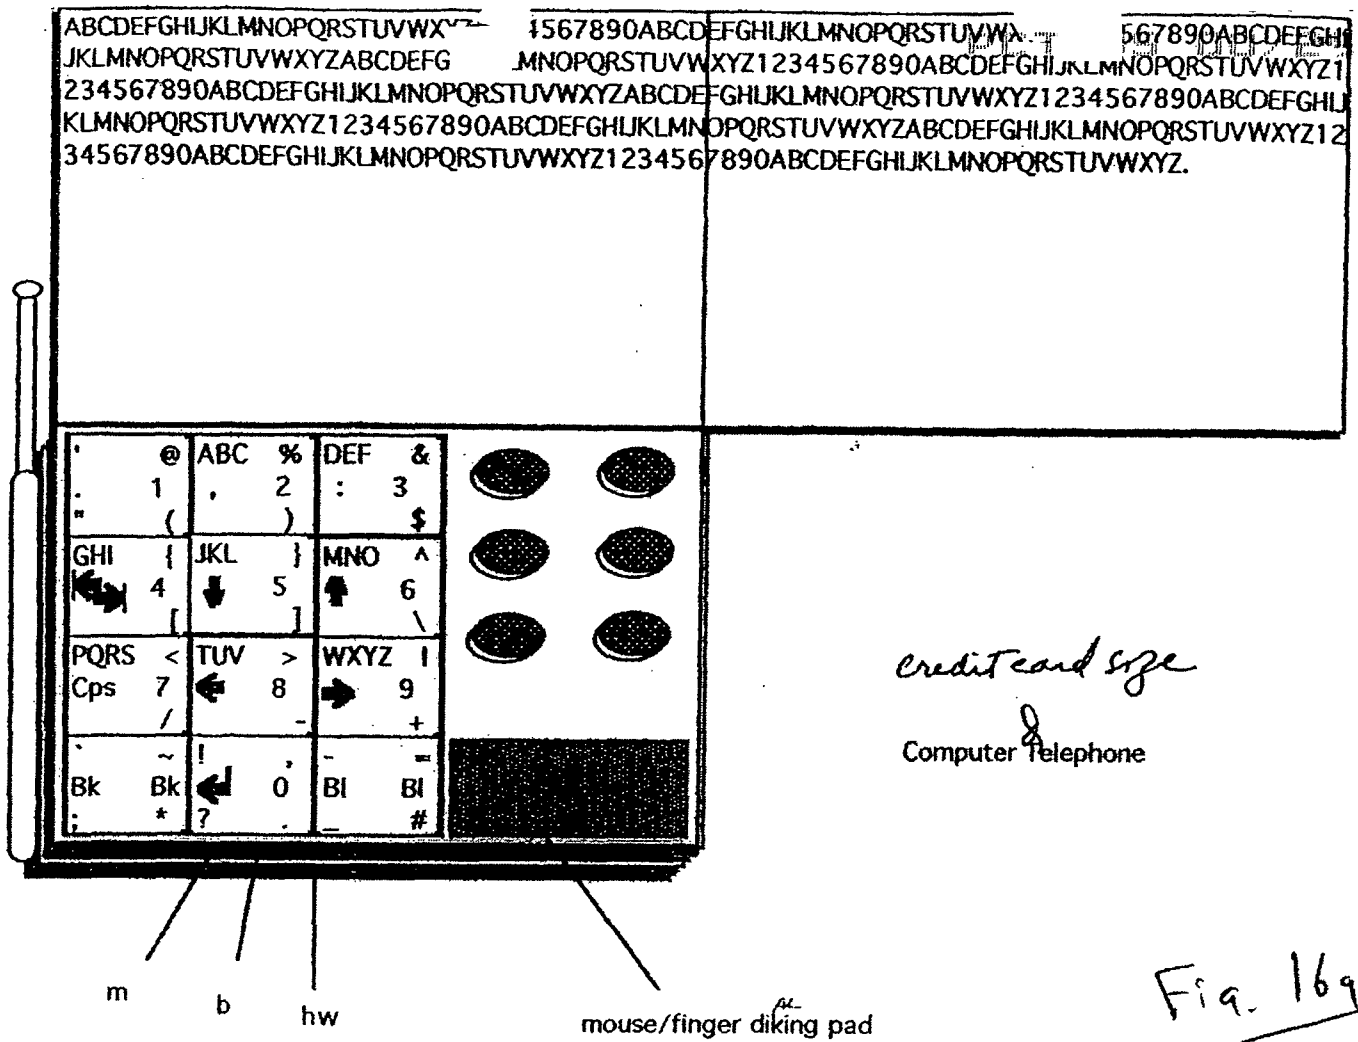 ABCDEFGHIJKLMNOPQRSTUVWX 4567890ABCDEFGHIJKLMNOPQRSTUVWX 567890ABCDEFGH
JKLMNOPQRSTUVWXYZABCDEFG MNOPQRSTUVWXYZ1234567890ABCDEFGHIJKLMNOPQRSTUVWXYZ1
234567890ABCDEFGHIJKLMNOPQRSTUVWXYZABCDEFGHIJKLMNOPQRSTUVWXYZ1234567890ABCDEFGHIJ
KLMNOPQRSTUVWXYZ1234567890ABCDEFGHIJKLMNOPQRSTUVWXYZABCDEFGHIJKLMNOPQRSTUVWXYZ12
34567890ABCDEFGHIJKLMNOPQRSTUVWXYZ1234567890ABCDEFGHIJKLMNOPQRSTUVWXYZ.
' @ ABC % DEF &
. 1 , 2 : 3
" ( ) $
GHI { JKL } MNO ^
4 5 6
[ ] \
PQRS < TUV > WXYZ |
Cps 7 8 9
/ - +
` ~ ! , - =
Bk Bk 0 Bl Bl
; * ? . _ #
credit card size
&
Computer Telephone
m
b
hw
mouse/finger diking pad
Fig. 16g